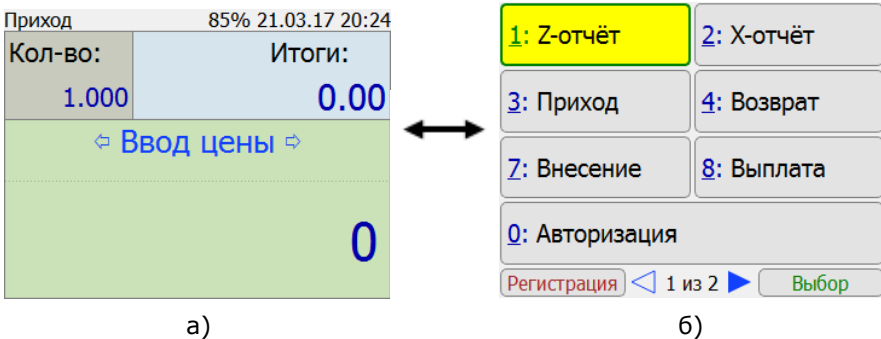 Приход 85% 21.03.17 20:24
Кол-во: Итоги:
1.000 0.00
⇦ Ввод цены ⇨
0
1: Z-отчёт 2: X-отчёт
3: Приход 4: Возврат
7: Внесение 8: Выплата
0: Авторизация
Регистрация 1 из 2 Выбор
а) б)